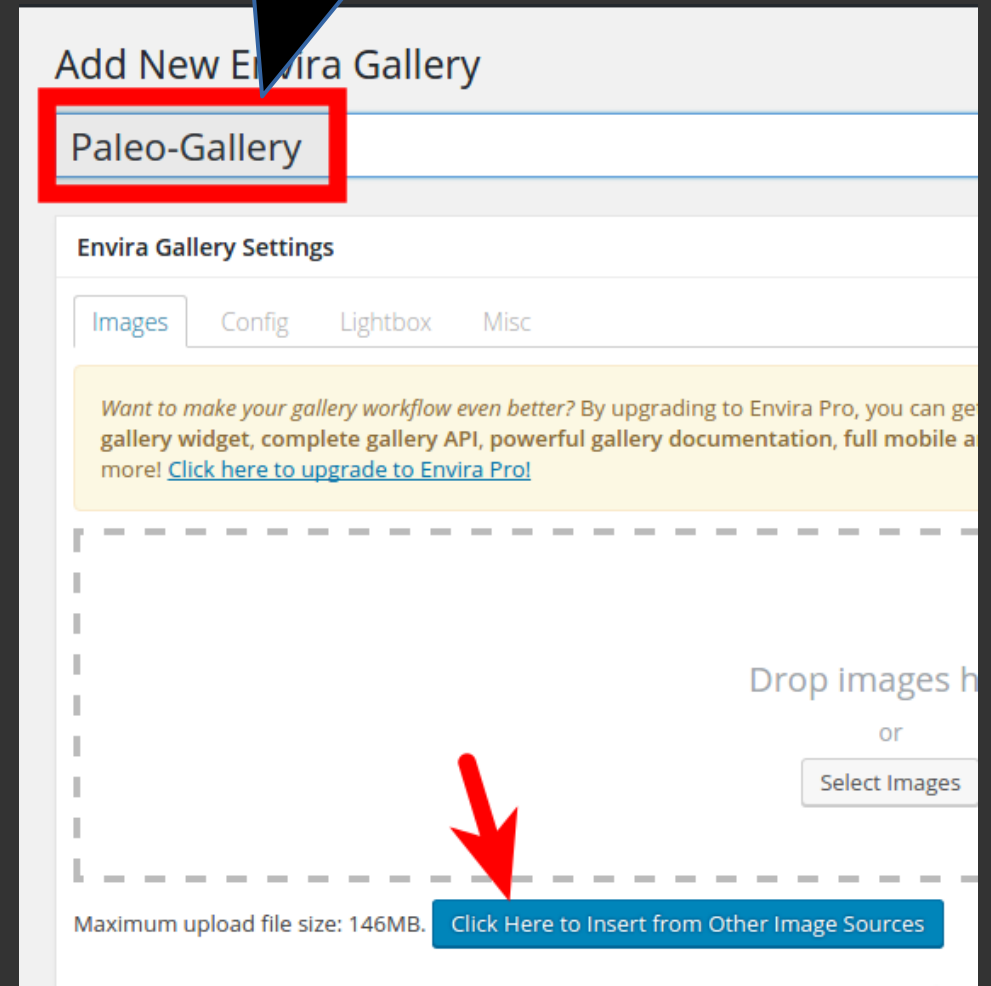 Add New Envira Gallery
Paleo-Gallery
Envira Gallery Settings
Images Config Lightbox Misc
Want to make your gallery workflow even better? By upgrading to Envira Pro, you can ge
gallery widget, complete gallery API, powerful gallery documentation, full mobile a
more! Click here to upgrade to Envira Pro!
Drop images h
or
Select Images
Maximum upload file size: 146MB. Click Here to Insert from Other Image Sources